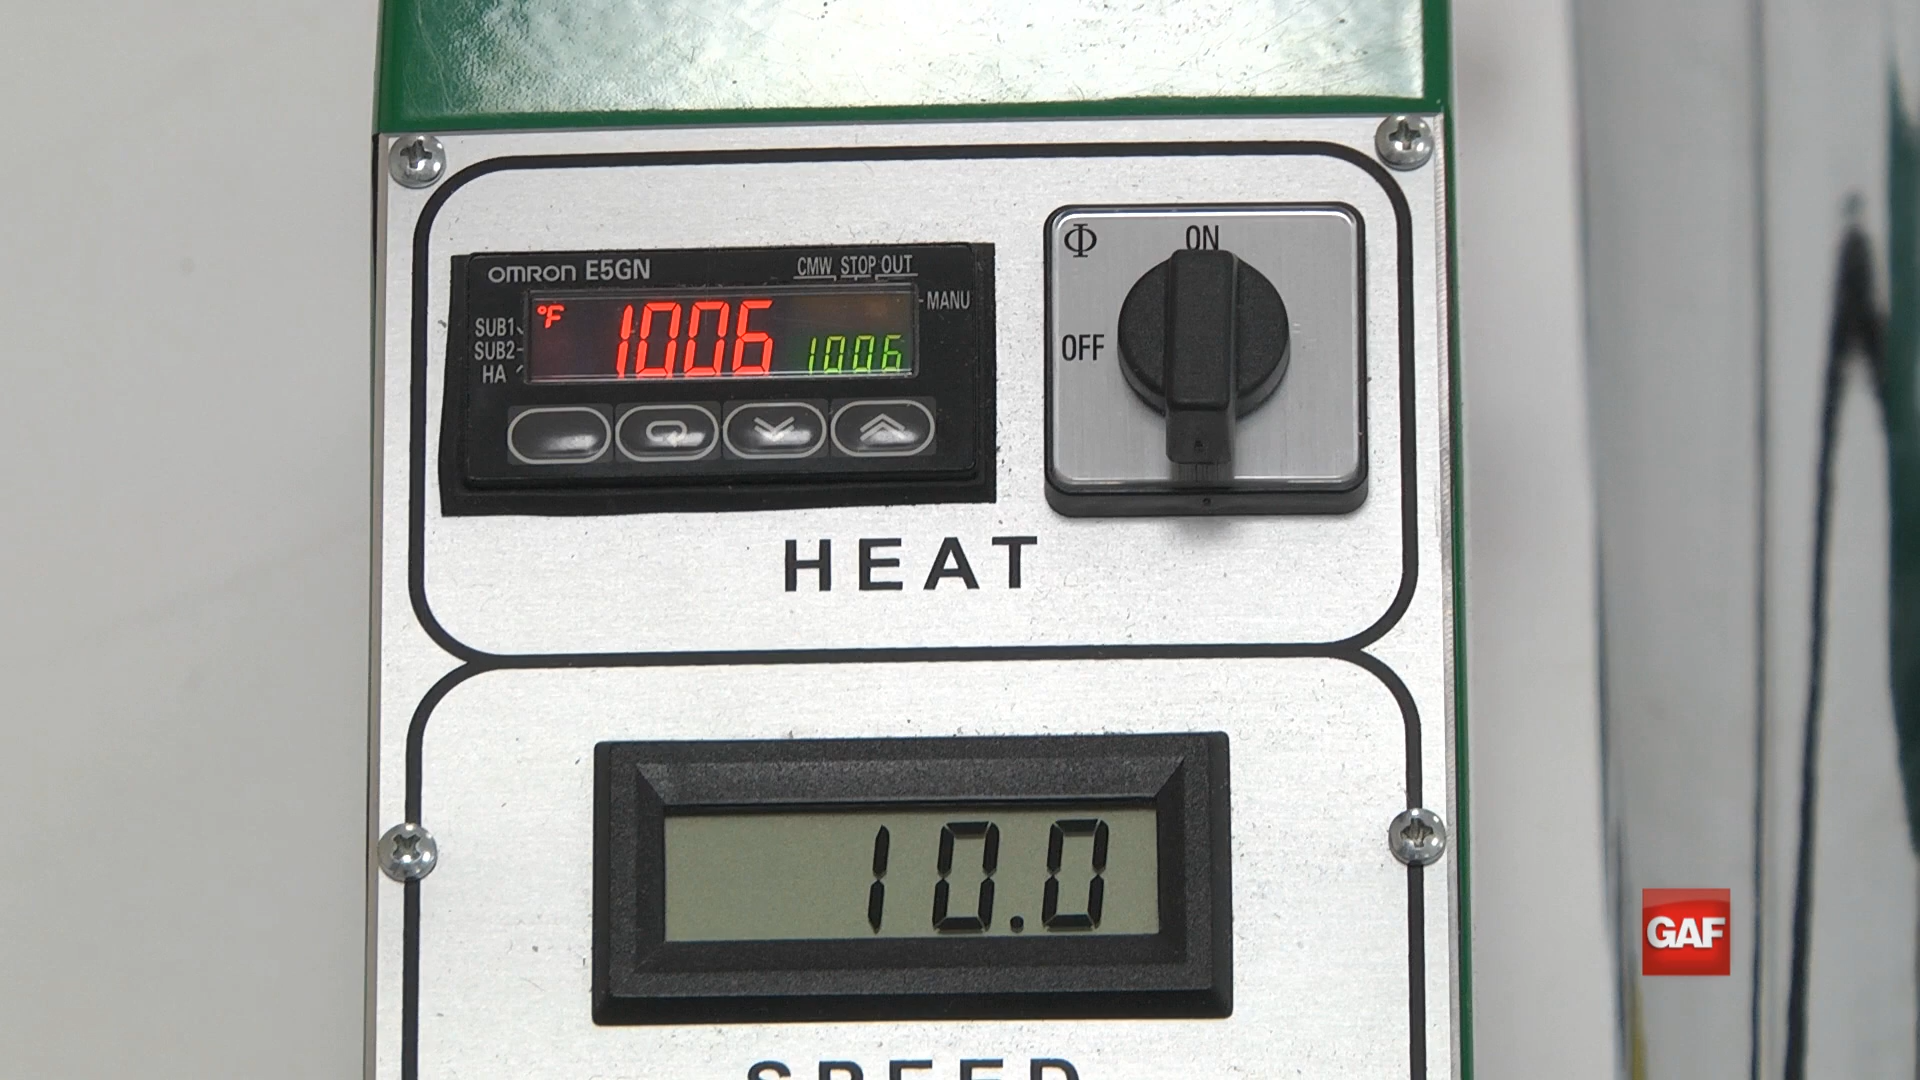 OMRON E5GN
CMW STOP OUT
MANU
SUB1
SUB2
HA
°F 1006 1006
Φ ON
OFF
HEAT
10.0
SPEED
GAF